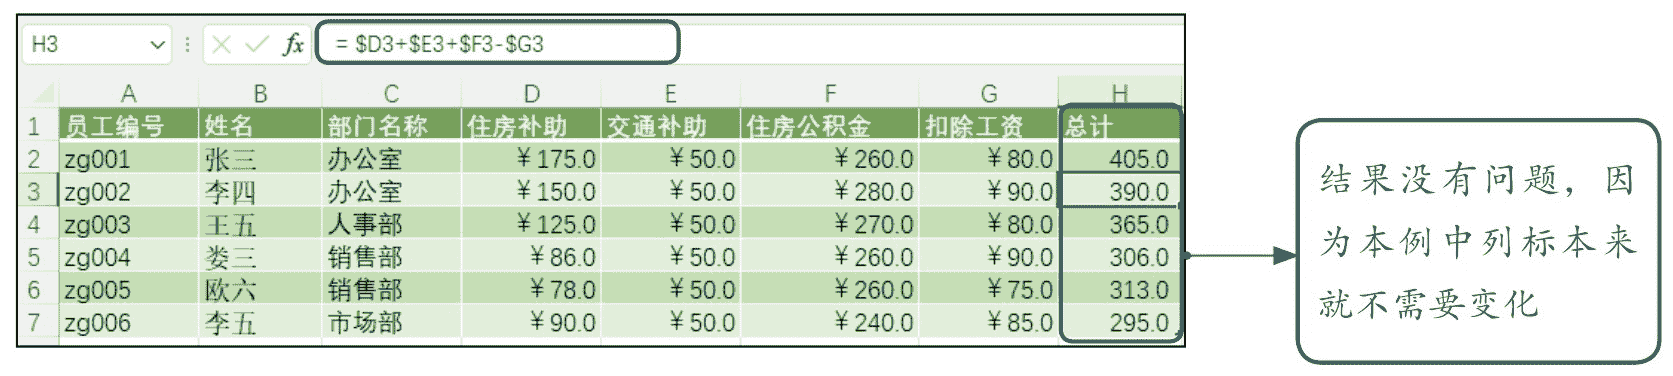 H3 fx = $D3+$E3+$F3-$G3
A B C D E F G H
1 员工编号 姓名 部门名称 住房补助 交通补助 住房公积金 扣除工资 总计
2 zg001 张三 办公室 ￥175.0 ￥50.0 ￥260.0 ￥80.0 405.0
3 zg002 李四 办公室 ￥150.0 ￥50.0 ￥280.0 ￥90.0 390.0
4 zg003 王五 人事部 ￥125.0 ￥50.0 ￥270.0 ￥80.0 365.0
5 zg004 娄三 销售部 ￥86.0 ￥50.0 ￥260.0 ￥90.0 306.0
6 zg005 欧六 销售部 ￥78.0 ￥50.0 ￥260.0 ￥75.0 313.0
7 zg006 李五 市场部 ￥90.0 ￥50.0 ￥240.0 ￥85.0 295.0
结果没有问题，因
为本例中列标本来
就不需要变化